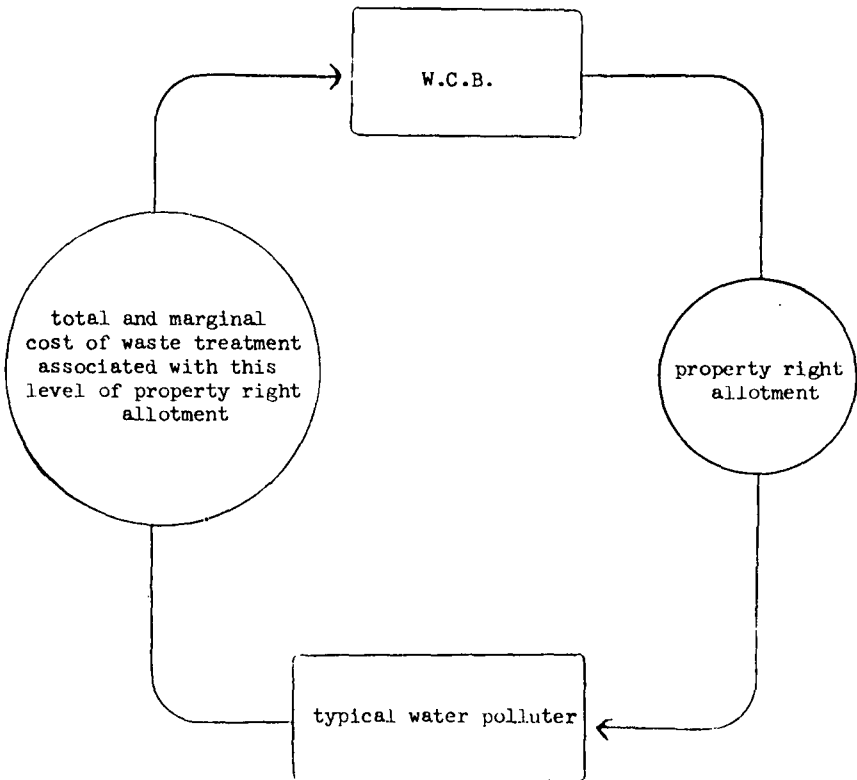 W.C.B.
total and marginal
cost of waste treatment
associated with this
level of property right
allotment
property right
allotment
typical water polluter